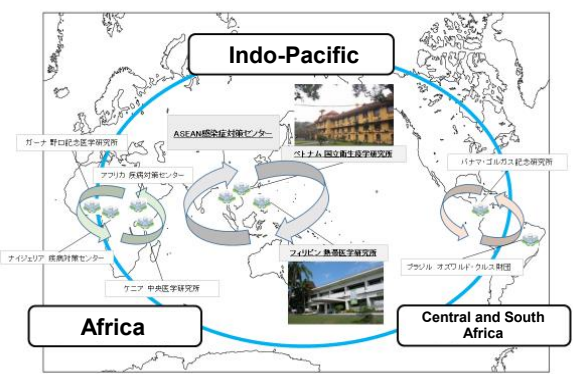 Indo-Pacific
ASEAN感染症対策センター
ガーナ 野口記念医学研究所
ベトナム 国立衛生疫学研究所
パナマ・ゴルガス記念研究所
アフリカ 疾病対策センター
ナイジェリア 疾病対策センター
フィリピン 熱帯医学研究所
ブラジル オズワルド・クルス財団
ケニア 中央医学研究所
Africa
Central and South
Africa